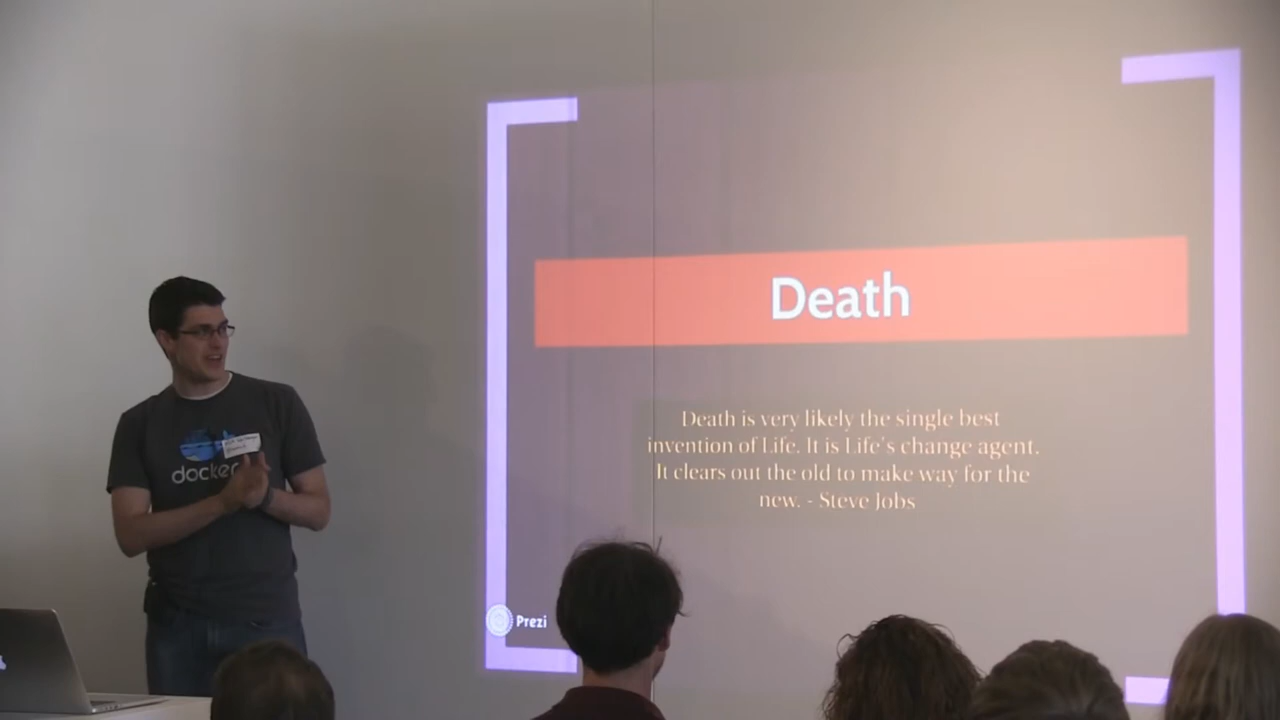 Death
Death is very likely the single best
invention of Life. It is Life's change agent.
It clears out the old to make way for the
new. - Steve Jobs
Prezi
docker